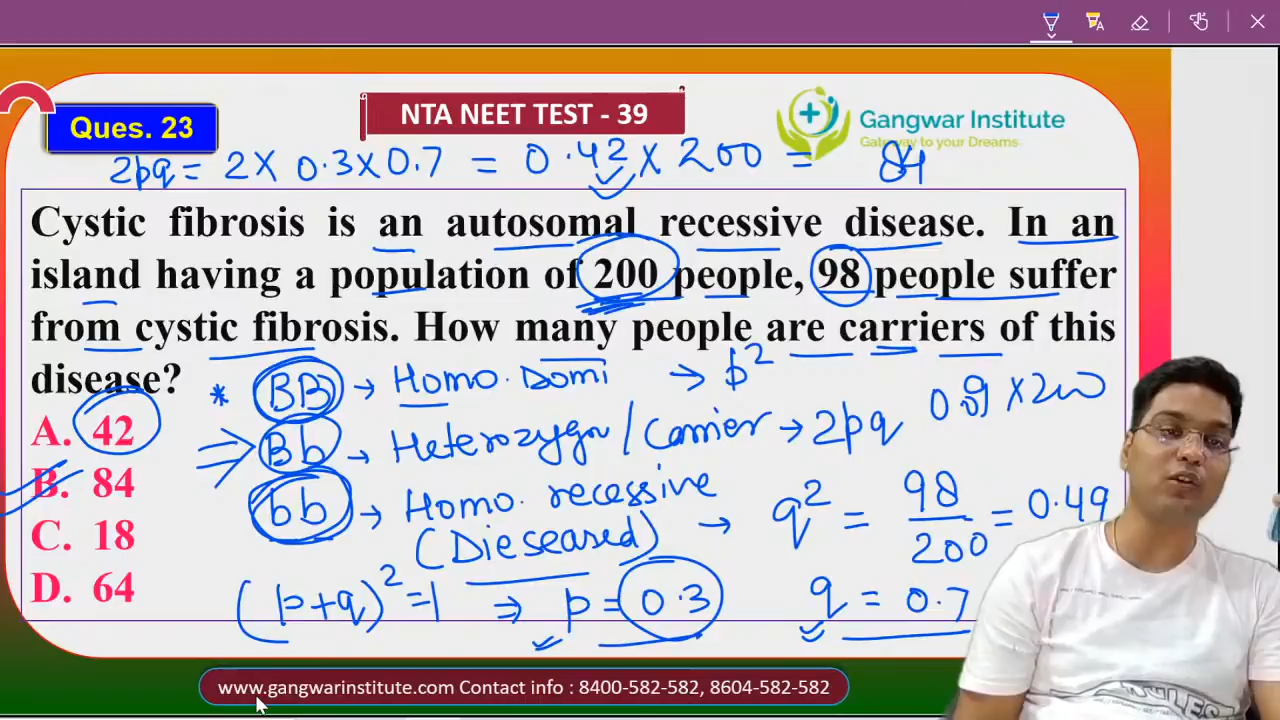 Ques. 23
NTA NEET TEST - 39
Gangwar Institute
Gateway to your Dreams
2pq = 2 x 0.3 x 0.7 = 0.42 x 200 = 84
Cystic fibrosis is an autosomal recessive disease. In an
island having a population of 200 people, 98 people suffer
from cystic fibrosis. How many people are carriers of this
disease?
* BB → Homo. Domi → p²
0.09 x 200
A. 42
⇒ Bb → Heterozygn / Carrier → 2pq
B. 84
bb → Homo. recessive
(Dieseased) → q² = 98/200 = 0.49
C. 18
D. 64
(p+q)² = 1 ⇒ p = 0.3
q = 0.7
www.gangwarinstitute.com Contact info : 8400-582-582, 8604-582-582